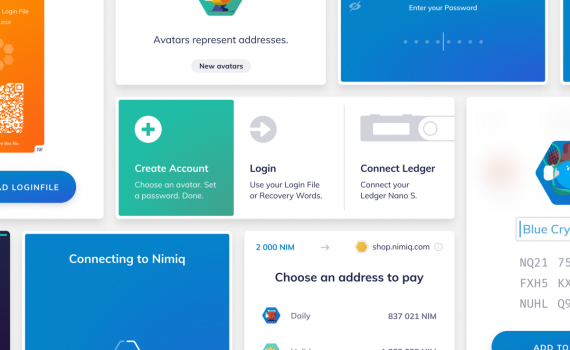 Login File
Avatars represent addresses.
New avatars
Enter your Password
AD LOGINFILE
Create Account
Choose an avatar. Set
a password. Done.
Login
Use your Login File
or Recovery Words.
Connect Ledger
Connect your
Ledger Nano S.
Blue Cry
NQ21 75
FXH5 KX
NUHL Q9
ADD TO
Connecting to Nimiq
2 000 NIM → shop.nimiq.com
Choose an address to pay
Daily 837 021 NIM